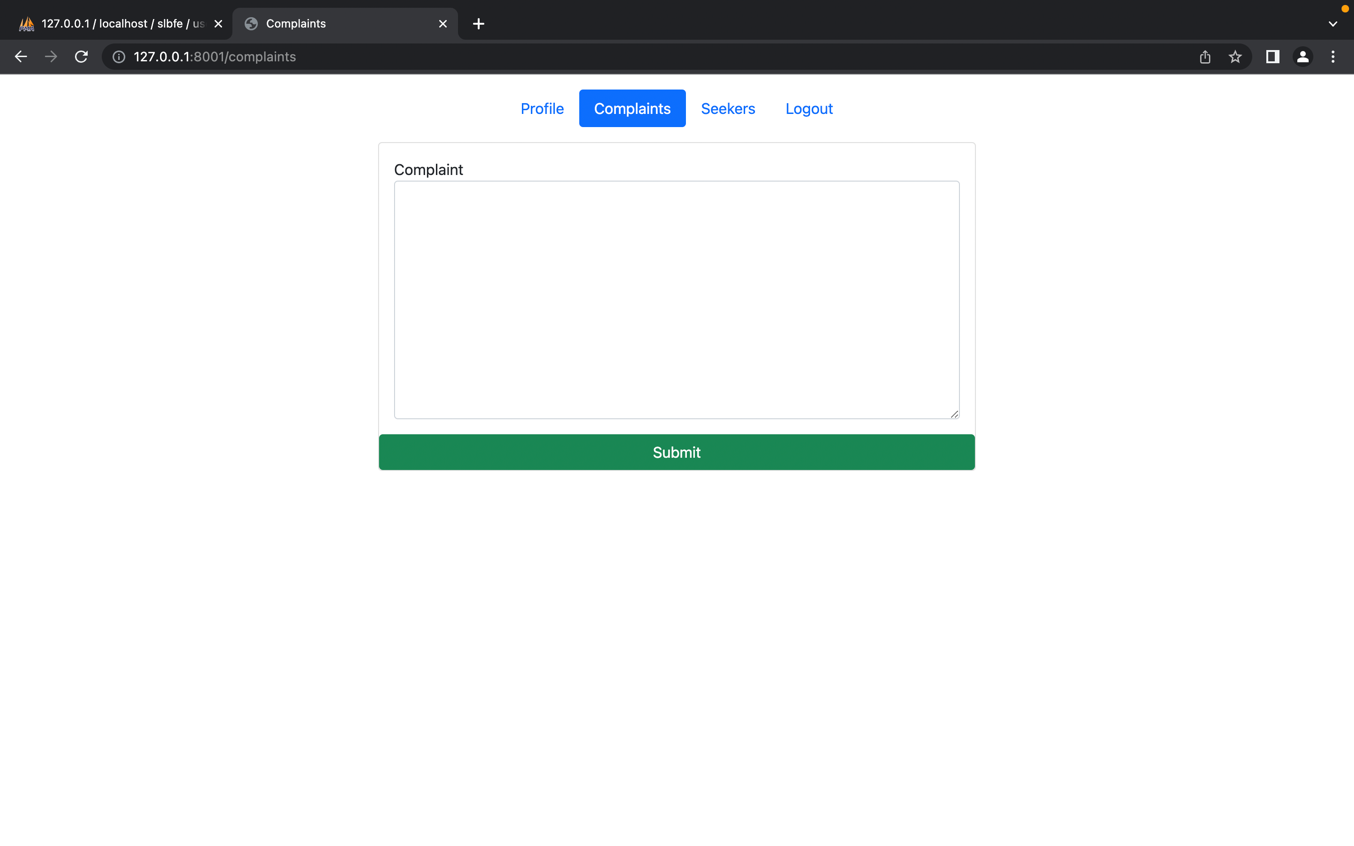 127.0.0.1 / localhost / slbfe / us
Complaints
127.0.0.1:8001/complaints
Profile
Complaints
Seekers
Logout
Complaint
Submit